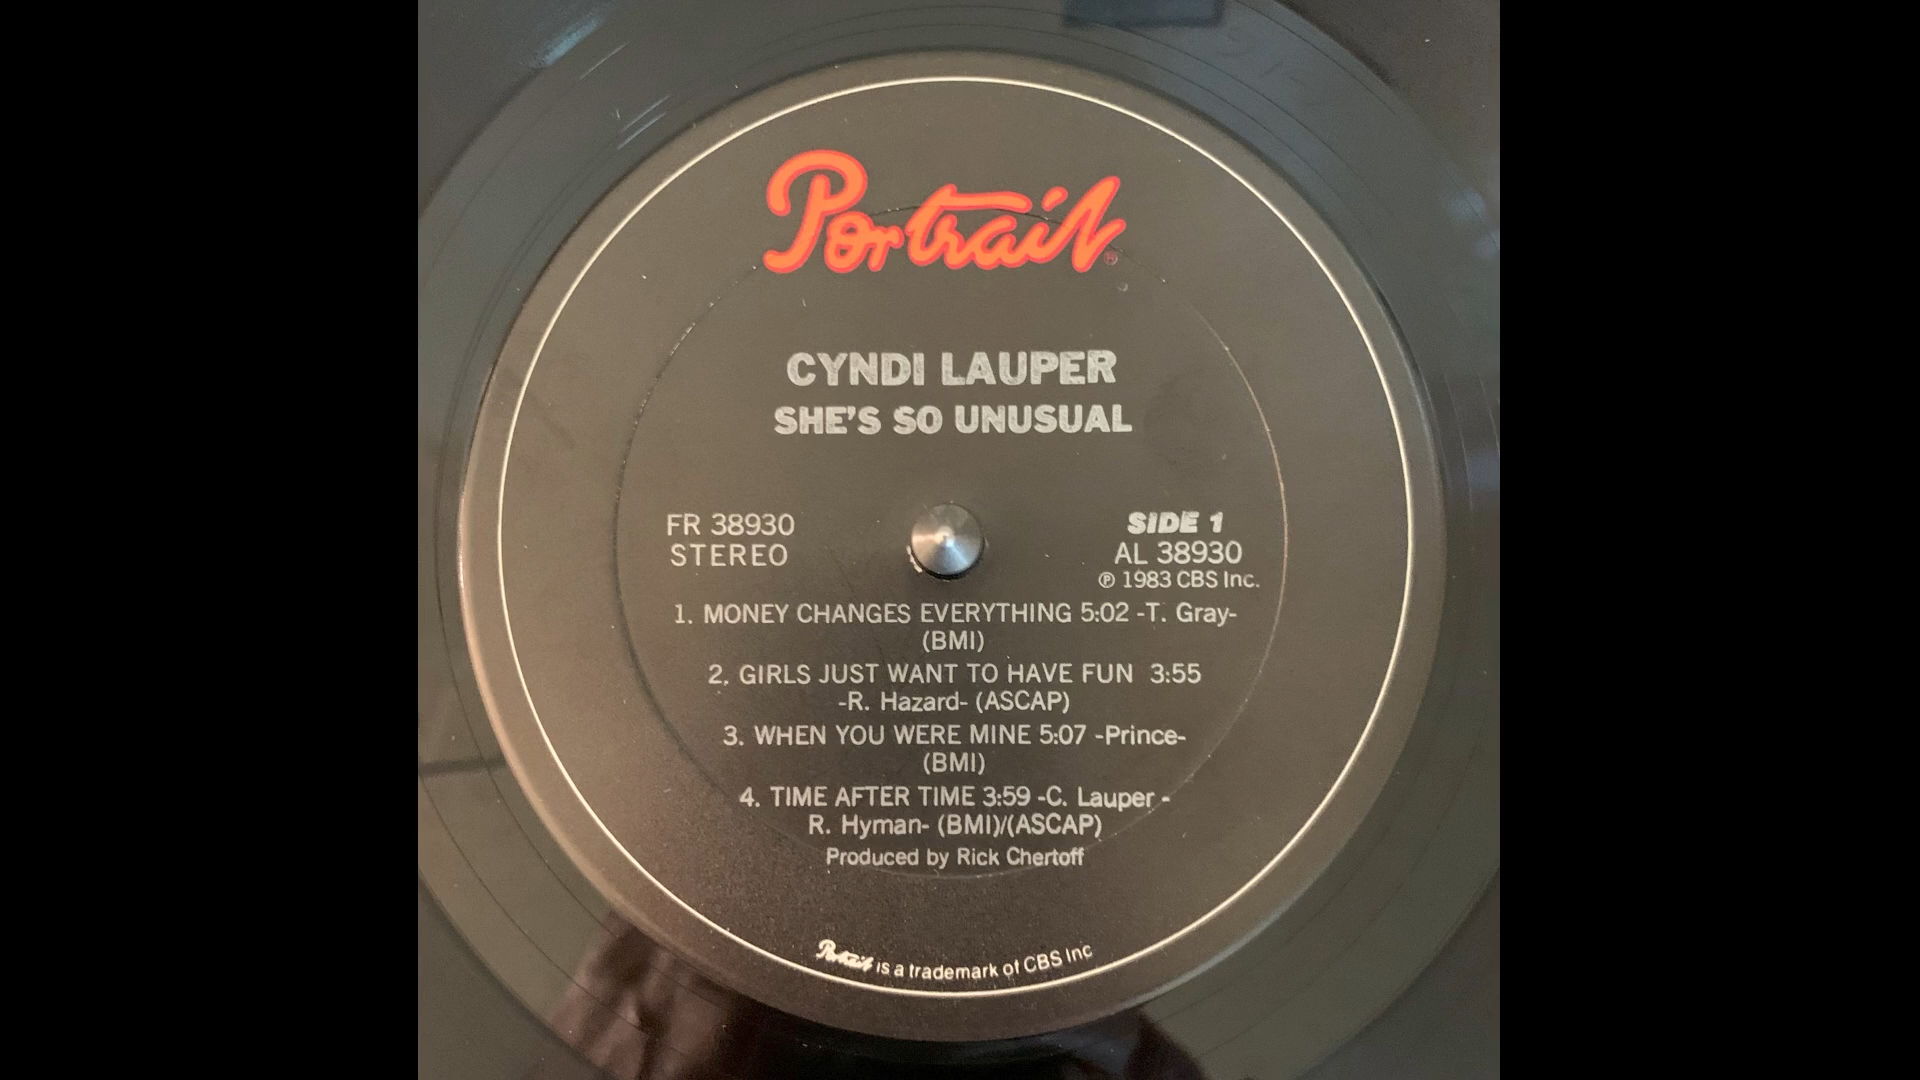 Portrait®
CYNDI LAUPER
SHE'S SO UNUSUAL
FR 38930
STEREO
SIDE 1
AL 38930
℗ 1983 CBS Inc.
1. MONEY CHANGES EVERYTHING 5:02 -T. Gray-
(BMI)
2. GIRLS JUST WANT TO HAVE FUN 3:55
-R. Hazard- (ASCAP)
3. WHEN YOU WERE MINE 5:07 -Prince-
(BMI)
4. TIME AFTER TIME 3:59 -C. Lauper -
R. Hyman- (BMI)/(ASCAP)
Produced by Rick Chertoff
Portrait is a trademark of CBS Inc